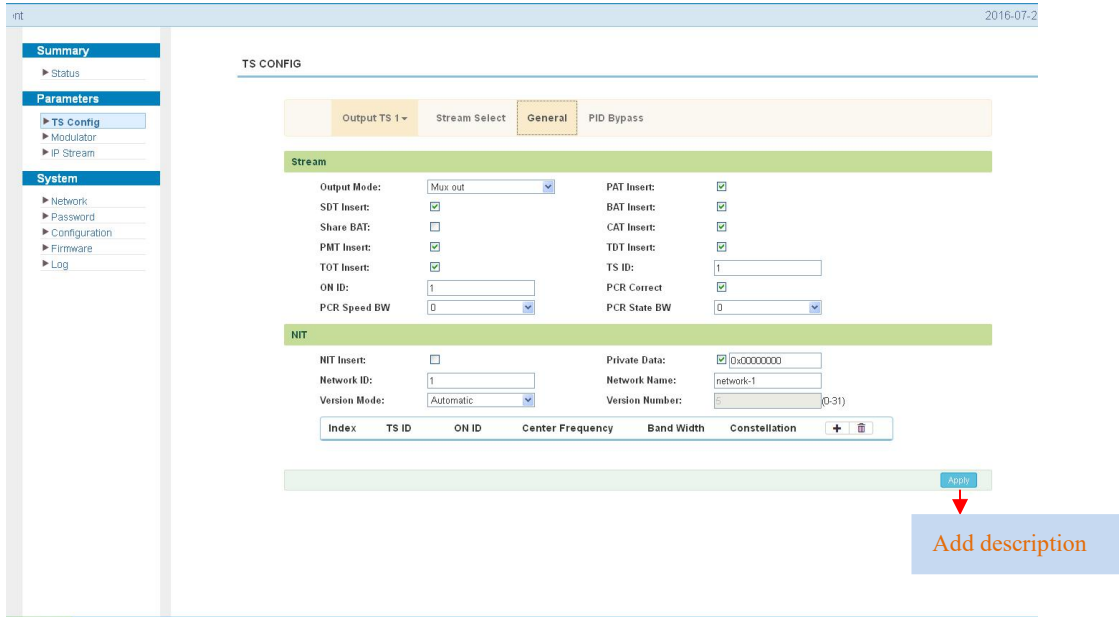 ent 2016-07-2
Summary
Status
Parameters
TS Config
Modulator
IP Stream
System
Network
Password
Configuration
Firmware
Log
TS CONFIG
Output TS 1 Stream Select General PID Bypass
Stream
Output Mode: Mux out PAT Insert:
SDT Insert: BAT Insert:
Share BAT: CAT Insert:
PMT Insert: TDT Insert:
TOT Insert: TS ID: 1
ON ID: 1 PCR Correct
PCR Speed BW 0 PCR State BW 0
NIT
NIT Insert: Private Data: 0x00000000
Network ID: 1 Network Name: network-1
Version Mode: Automatic Version Number: 5 (0-31)
Index TS ID ON ID Center Frequency Band Width Constellation
Apply
Add description